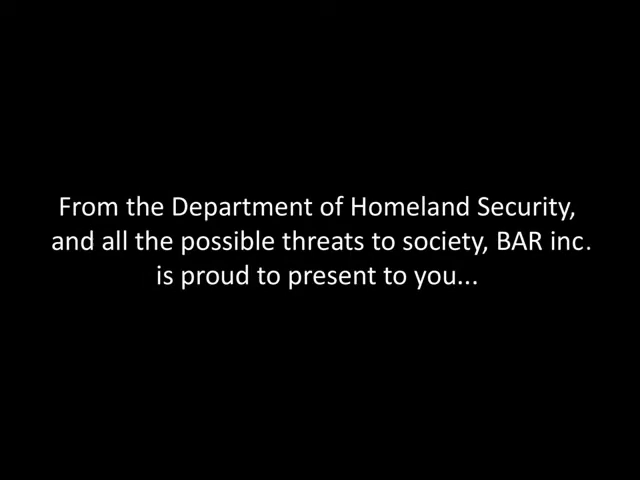 From the Department of Homeland Security,
and all the possible threats to society, BAR inc.
is proud to present to you...